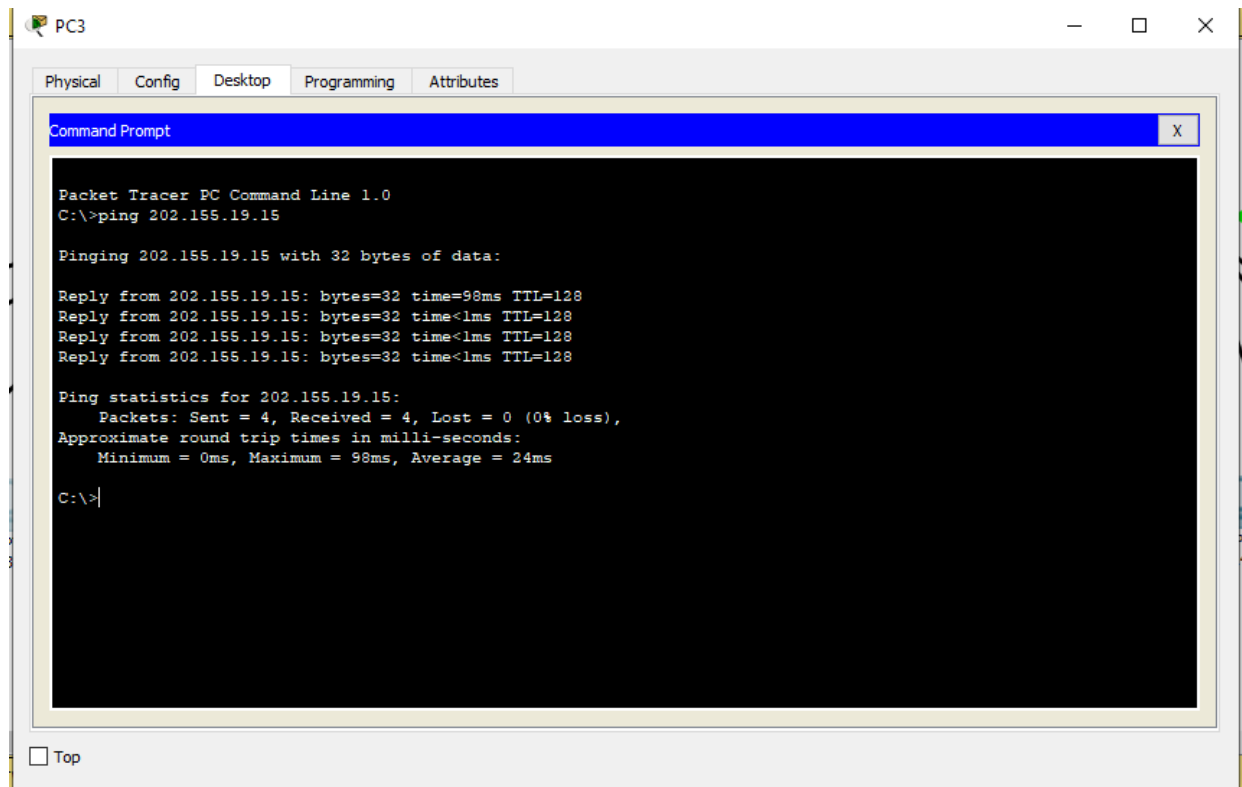 PC3
Physical Config Desktop Programming Attributes
Command Prompt X
Packet Tracer PC Command Line 1.0
C:\>ping 202.155.19.15
Pinging 202.155.19.15 with 32 bytes of data:
Reply from 202.155.19.15: bytes=32 time=98ms TTL=128
Reply from 202.155.19.15: bytes=32 time<1ms TTL=128
Reply from 202.155.19.15: bytes=32 time<1ms TTL=128
Reply from 202.155.19.15: bytes=32 time<1ms TTL=128
Ping statistics for 202.155.19.15:
Packets: Sent = 4, Received = 4, Lost = 0 (0% loss),
Approximate round trip times in milli-seconds:
Minimum = 0ms, Maximum = 98ms, Average = 24ms
C:\>
Top